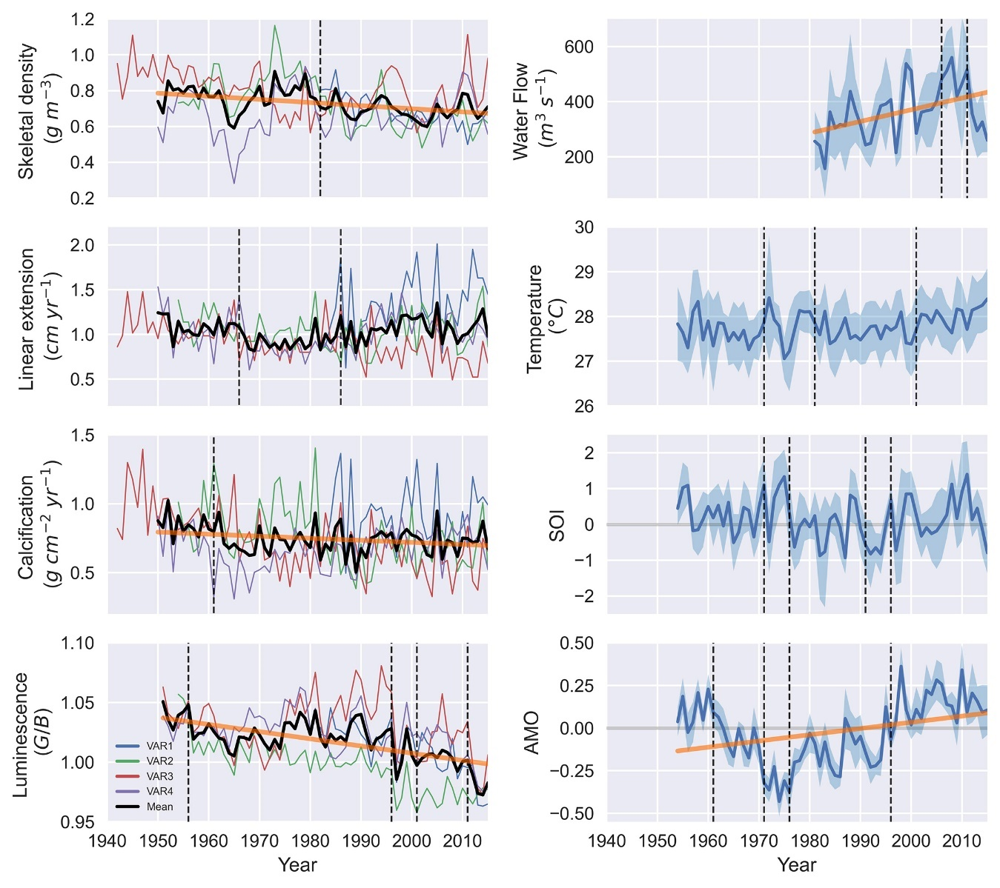 Skeletal density
(g m⁻³)
1.2
1.0
0.8
0.6
0.4
0.2
Water Flow
(m³ s⁻¹)
600
400
200
Linear extension
(cm yr⁻¹)
2.0
1.5
1.0
0.5
Temperature
(°C)
30
29
28
27
26
Calcification
(g cm⁻² yr⁻¹)
1.5
1.0
0.5
SOI
2
1
0
−1
−2
Luminescence
(G/B)
1.10
1.05
1.00
0.95
VAR1
VAR2
VAR3
VAR4
Mean
1940 1950 1960 1970 1980 1990 2000 2010
Year
AMO
0.50
0.25
0.00
−0.25
−0.50
1940 1950 1960 1970 1980 1990 2000 2010
Year